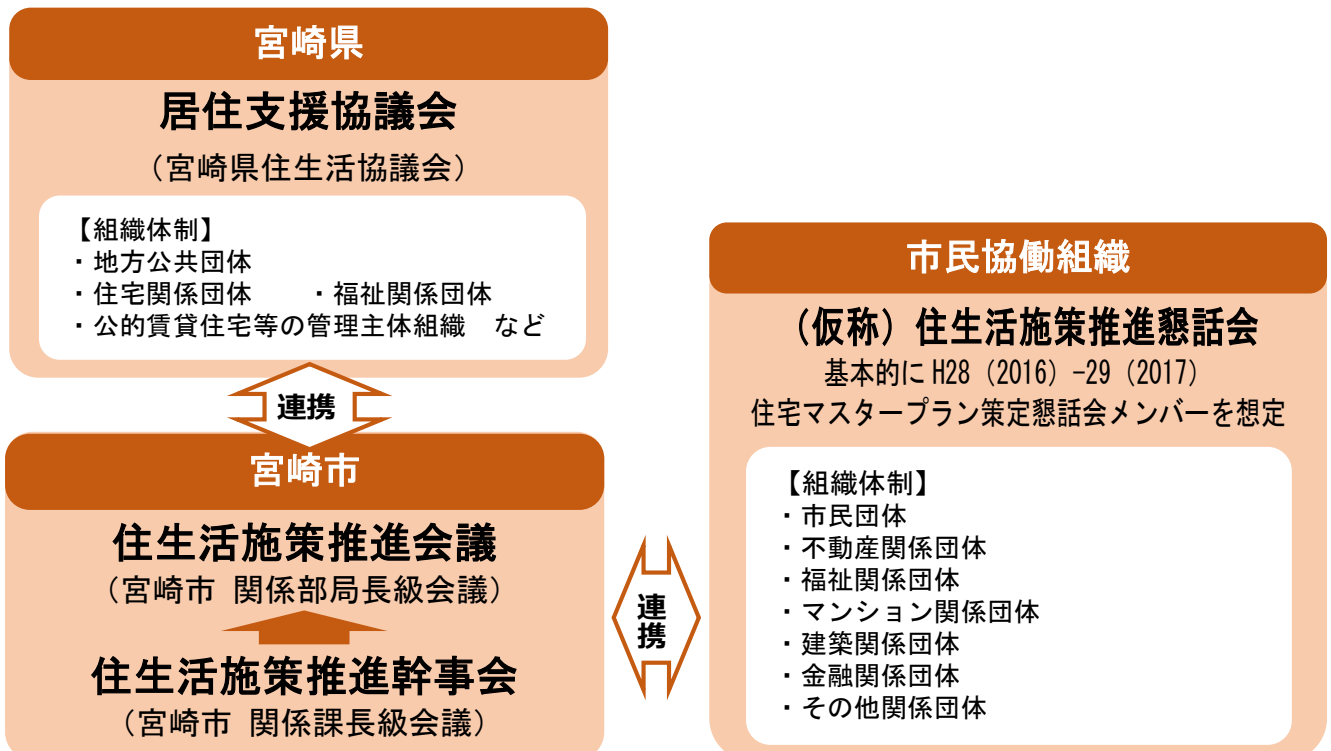 宮崎県
居住支援協議会
（宮崎県住生活協議会）
【組織体制】
・地方公共団体
・住宅関係団体　　・福祉関係団体
・公的賃貸住宅等の管理主体組織　など
連携
宮崎市
住生活施策推進会議
（宮崎市 関係部局長級会議）
住生活施策推進幹事会
（宮崎市 関係課長級会議）
連携
市民協働組織
（仮称）住生活施策推進懇話会
基本的に H28（2016）-29（2017）
住宅マスタープラン策定懇話会メンバーを想定
【組織体制】
・市民団体
・不動産関係団体
・福祉関係団体
・マンション関係団体
・建築関係団体
・金融関係団体
・その他関係団体